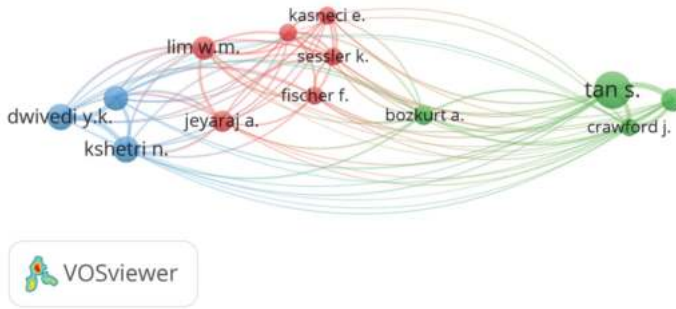 kasneci e.
lim w.m.
sessler k.
tan s.
fischer f.
dwivedi y.k.
bozkurt a.
jeyaraj a.
crawford j.
kshetri n.
VOSviewer